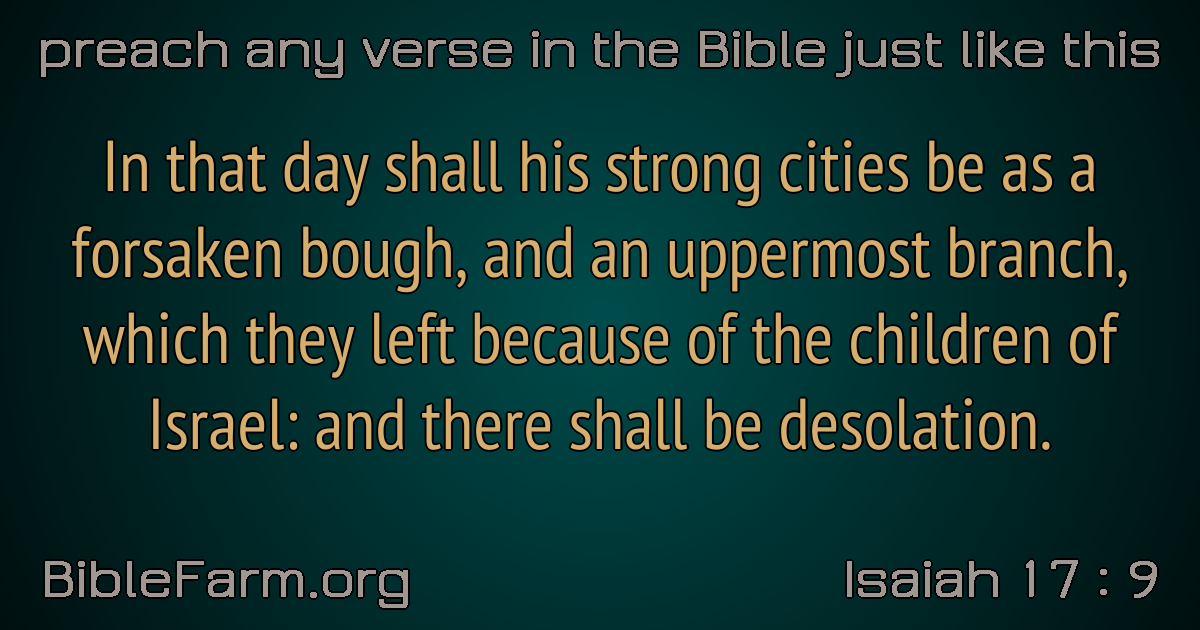 preach any verse in the Bible just like this
In that day shall his strong cities be as a
forsaken bough, and an uppermost branch,
which they left because of the children of
Israel: and there shall be desolation.
BibleFarm.org
Isaiah 17 : 9